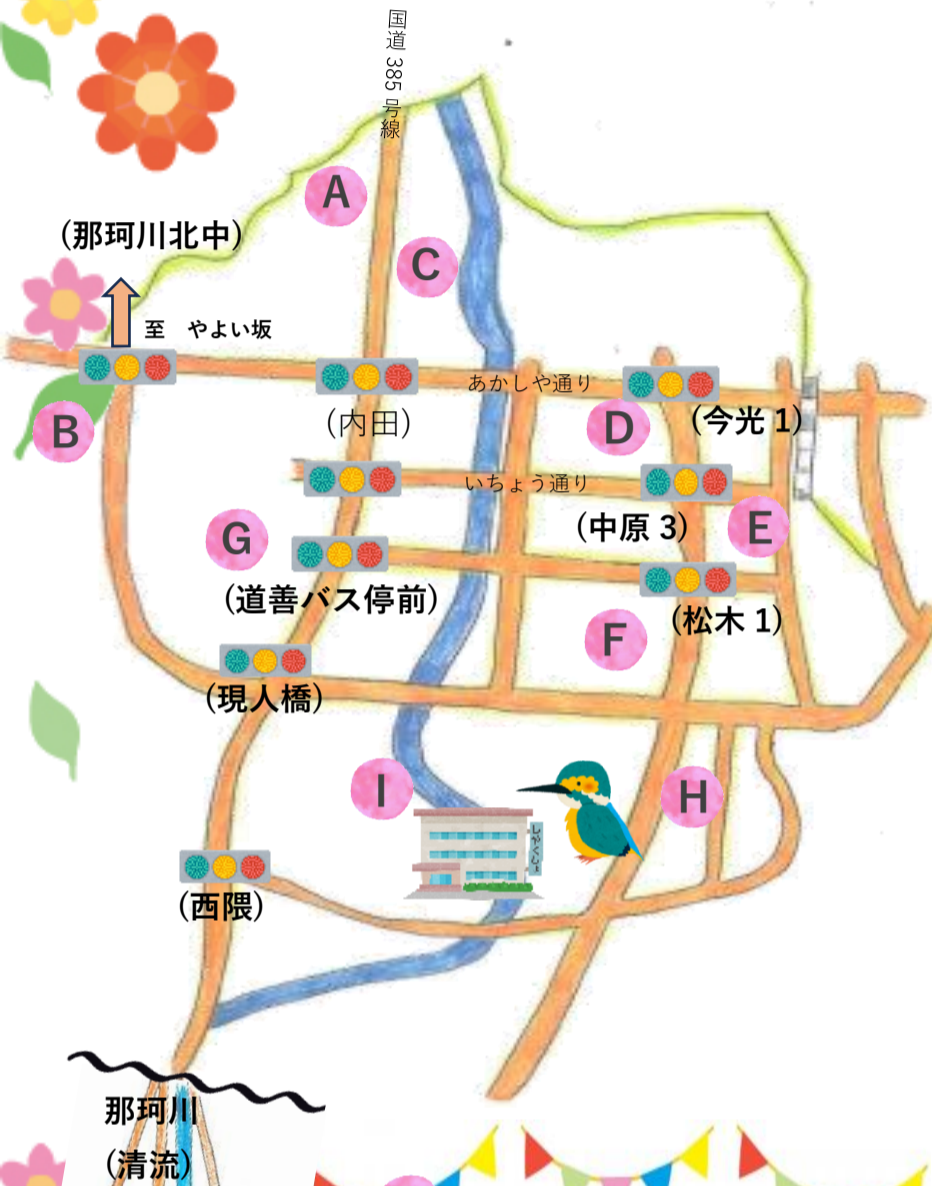 国道 385 号線
A
(那珂川北中)
C
至　やよい坂
あかしや通り
B
(内田)
D
(今光 1)
いちょう通り
G
(中原 3)
E
(道善バス停前)
(松木 1)
F
(現人橋)
I
H
しやくしょ
(西隈)
那珂川
(清流)